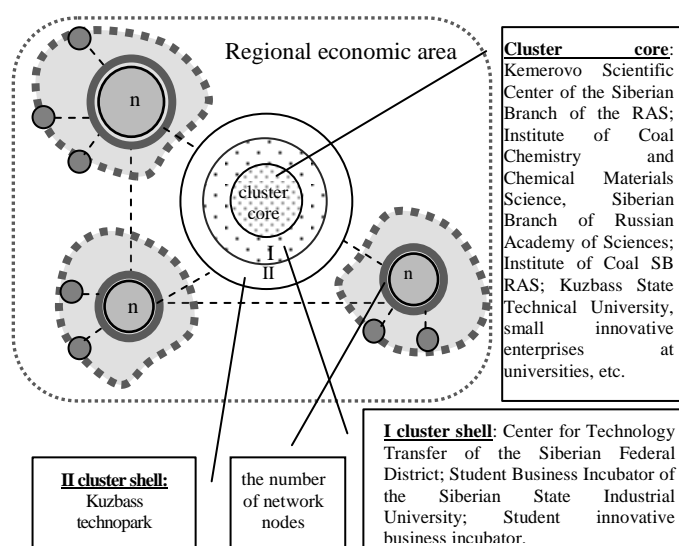 Regional economic area
n
cluster
core
I
II
n
n
Cluster core:
Kemerovo Scientific
Center of the Siberian
Branch of the RAS;
Institute of Coal
Chemistry and
Chemical Materials
Science, Siberian
Branch of Russian
Academy of Sciences;
Institute of Coal SB
RAS; Kuzbass State
Technical University,
small innovative
enterprises at
universities, etc.
II cluster shell:
Kuzbass
technopark
the number
of network
nodes
I cluster shell: Center for Technology
Transfer of the Siberian Federal
District; Student Business Incubator of
the Siberian State Industrial
University; Student innovative
business incubator.